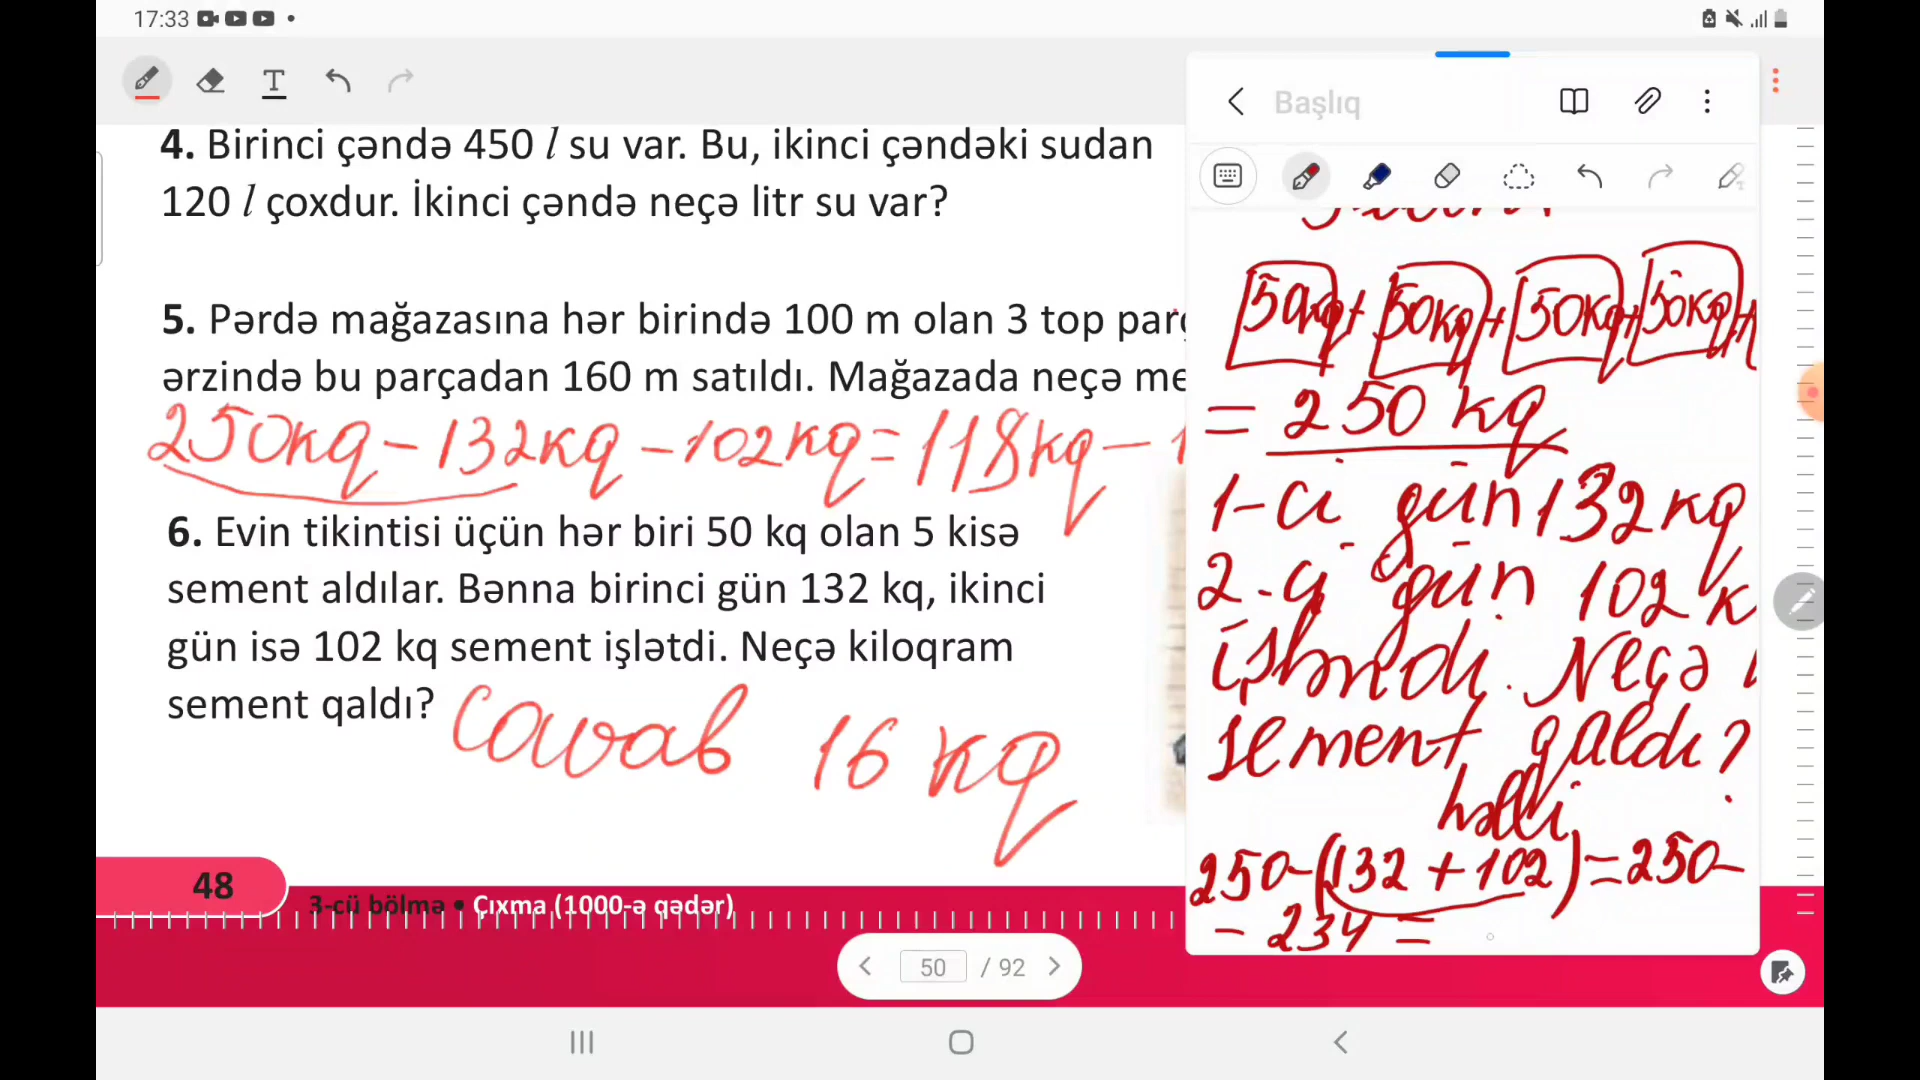 17:33
4. Birinci çəndə 450 l su var. Bu, ikinci çəndəki sudan
120 l çoxdur. İkinci çəndə neçə litr su var?
5. Pərdə mağazasına hər birində 100 m olan 3 top parç
ərzində bu parçadan 160 m satıldı. Mağazada neçə me
250kq - 132kq - 102kq = 118kq - 1
6. Evin tikintisi üçün hər biri 50 kq olan 5 kisə
sement aldılar. Bənna birinci gün 132 kq, ikinci
gün isə 102 kq sement işlətdi. Neçə kiloqram
sement qaldı?
Cavab 16 kq
48
3-cü bölmə • Çıxma (1000-ə qədər)
50 / 92
Başlıq
50kq + 50kq + 50kq + 50kq +
= 250 kq
1-ci gün 132 kq
2-ci gün 102 k
işləndi. Neçə
sement qaldı?
həlli
250-(132 + 102) = 250-
- 234 =